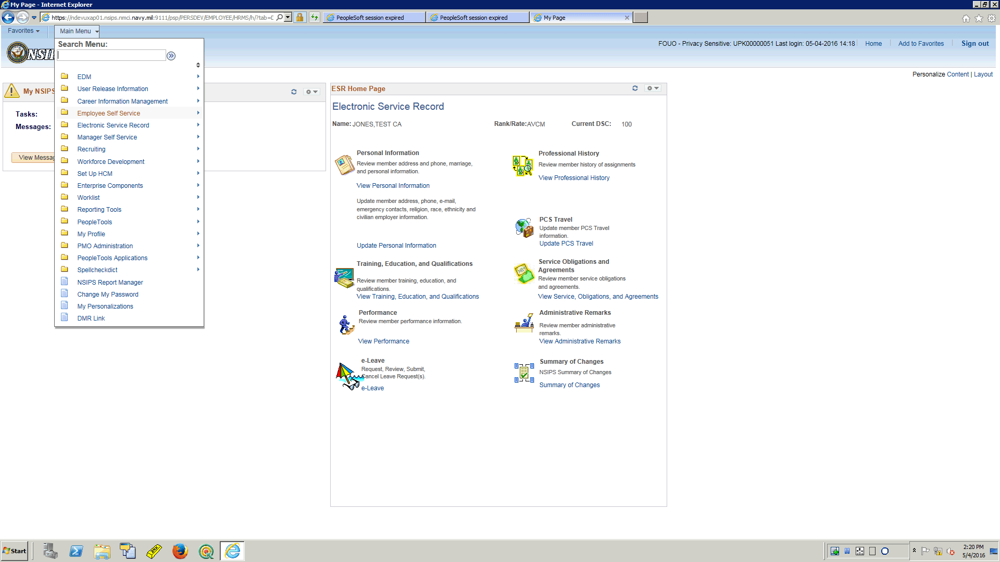 My Page - Internet Explorer
https://ndevuxap01.nsips.nmci.navy.mil:9111/psp/PERSDEV/EMPLOYEE/HRMS/h/?tab=
PeopleSoft session expired
PeopleSoft session expired
My Page
Favorites
Main Menu
Search Menu:
FOUO - Privacy Sensitive: UPK00000051 Last login: 05-04-2016 14:18
Home
Add to Favorites
Sign out
Personalize Content | Layout
My NSIPS
Tasks:
Messages:
EDM
User Release Information
Career Information Management
Employee Self Service
Electronic Service Record
Manager Self Service
Recruiting
Workforce Development
Set Up HCM
Enterprise Components
Worklist
Reporting Tools
PeopleTools
My Profile
PMO Administration
PeopleTools Applications
Spellcheckdict
NSIPS Report Manager
Change My Password
My Personalizations
DMR Link
ESR Home Page
Electronic Service Record
Name: JONES,TEST CA
Rank/Rate:AVCM
Current DSC: 100
Personal Information
Review member address and phone, marriage,
and personal information.
View Personal Information
Update member address, phone, e-mail,
emergency contacts, religion, race, ethnicity and
civilian employer information.
Update Personal Information
Professional History
Review member history of assignments
View Professional History
PCS Travel
Update member PCS Travel
information.
Update PCS Travel
Training, Education, and Qualifications
Review member training, education, and
qualifications.
View Training, Education, and Qualifications
Service Obligations and
Agreements
Review member service obligations
and agreements.
View Service, Obligations, and Agreements
Performance
Review member performance information.
View Performance
Administrative Remarks
Review member administrative
remarks.
View Administrative Remarks
e-Leave
Request, Review, Submit,
Cancel Leave Request(s).
e-Leave
Summary of Changes
NSIPS Summary of Changes
Summary of Changes
Start
2:20 PM
5/4/2016